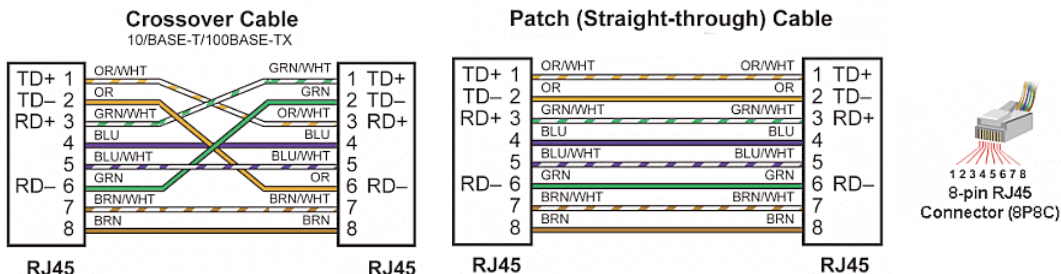 Crossover Cable
10/BASE-T/100BASE-TX
TD+ 1 OR/WHT GRN/WHT 1 TD+
TD– 2 OR GRN 2 TD–
RD+ 3 GRN/WHT OR/WHT 3 RD+
4 BLU BLU 4
5 BLU/WHT BLU/WHT 5
RD– 6 GRN OR 6 RD–
7 BRN/WHT BRN/WHT 7
8 BRN BRN 8
RJ45 RJ45
Patch (Straight-through) Cable
TD+ 1 OR/WHT OR/WHT 1 TD+
TD– 2 OR OR 2 TD–
RD+ 3 GRN/WHT GRN/WHT 3 RD+
4 BLU BLU 4
5 BLU/WHT BLU/WHT 5
RD– 6 GRN GRN 6 RD–
7 BRN/WHT BRN/WHT 7
8 BRN BRN 8
RJ45 RJ45
1 2 3 4 5 6 7 8
8-pin RJ45
Connector (8P8C)